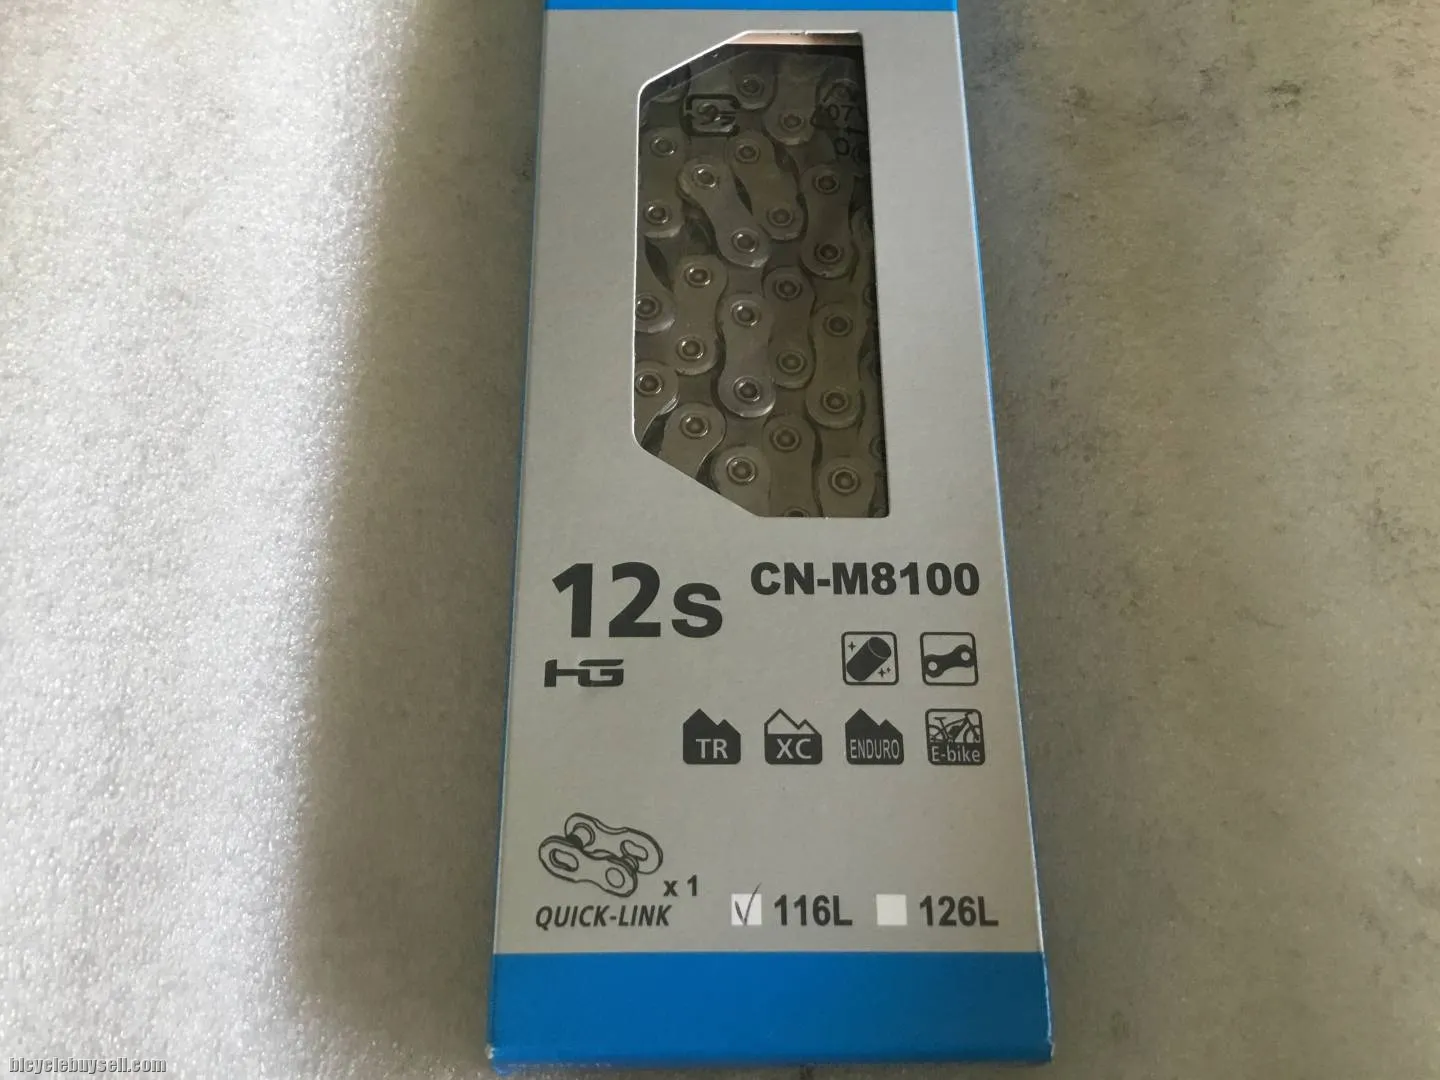 12s
CN-M8100
HG
TR
XC
ENDURO
E-bike
x 1
QUICK-LINK
116L
126L
bicyclebuysell.com